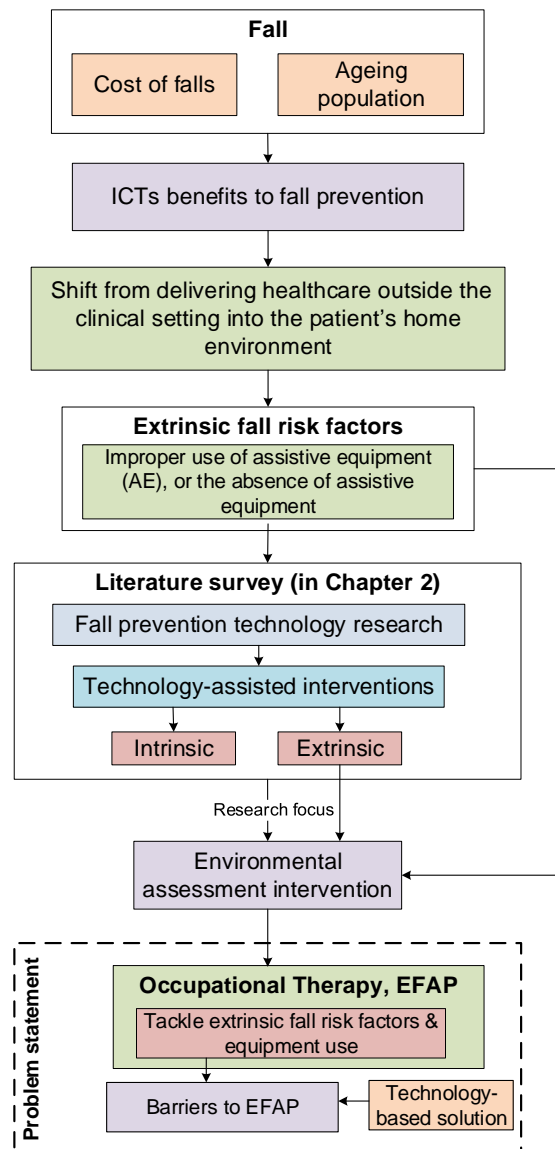 Fall
Cost of falls
Ageing
population
ICTs benefits to fall prevention
Shift from delivering healthcare outside the
clinical setting into the patient's home
environment
Extrinsic fall risk factors
Improper use of assistive equipment
(AE), or the absence of assistive
equipment
Literature survey (in Chapter 2)
Fall prevention technology research
Technology-assisted interventions
Intrinsic
Extrinsic
Research focus
Environmental
assessment intervention
Problem statement
Occupational Therapy, EFAP
Tackle extrinsic fall risk factors &
equipment use
Barriers to EFAP
Technology-
based solution